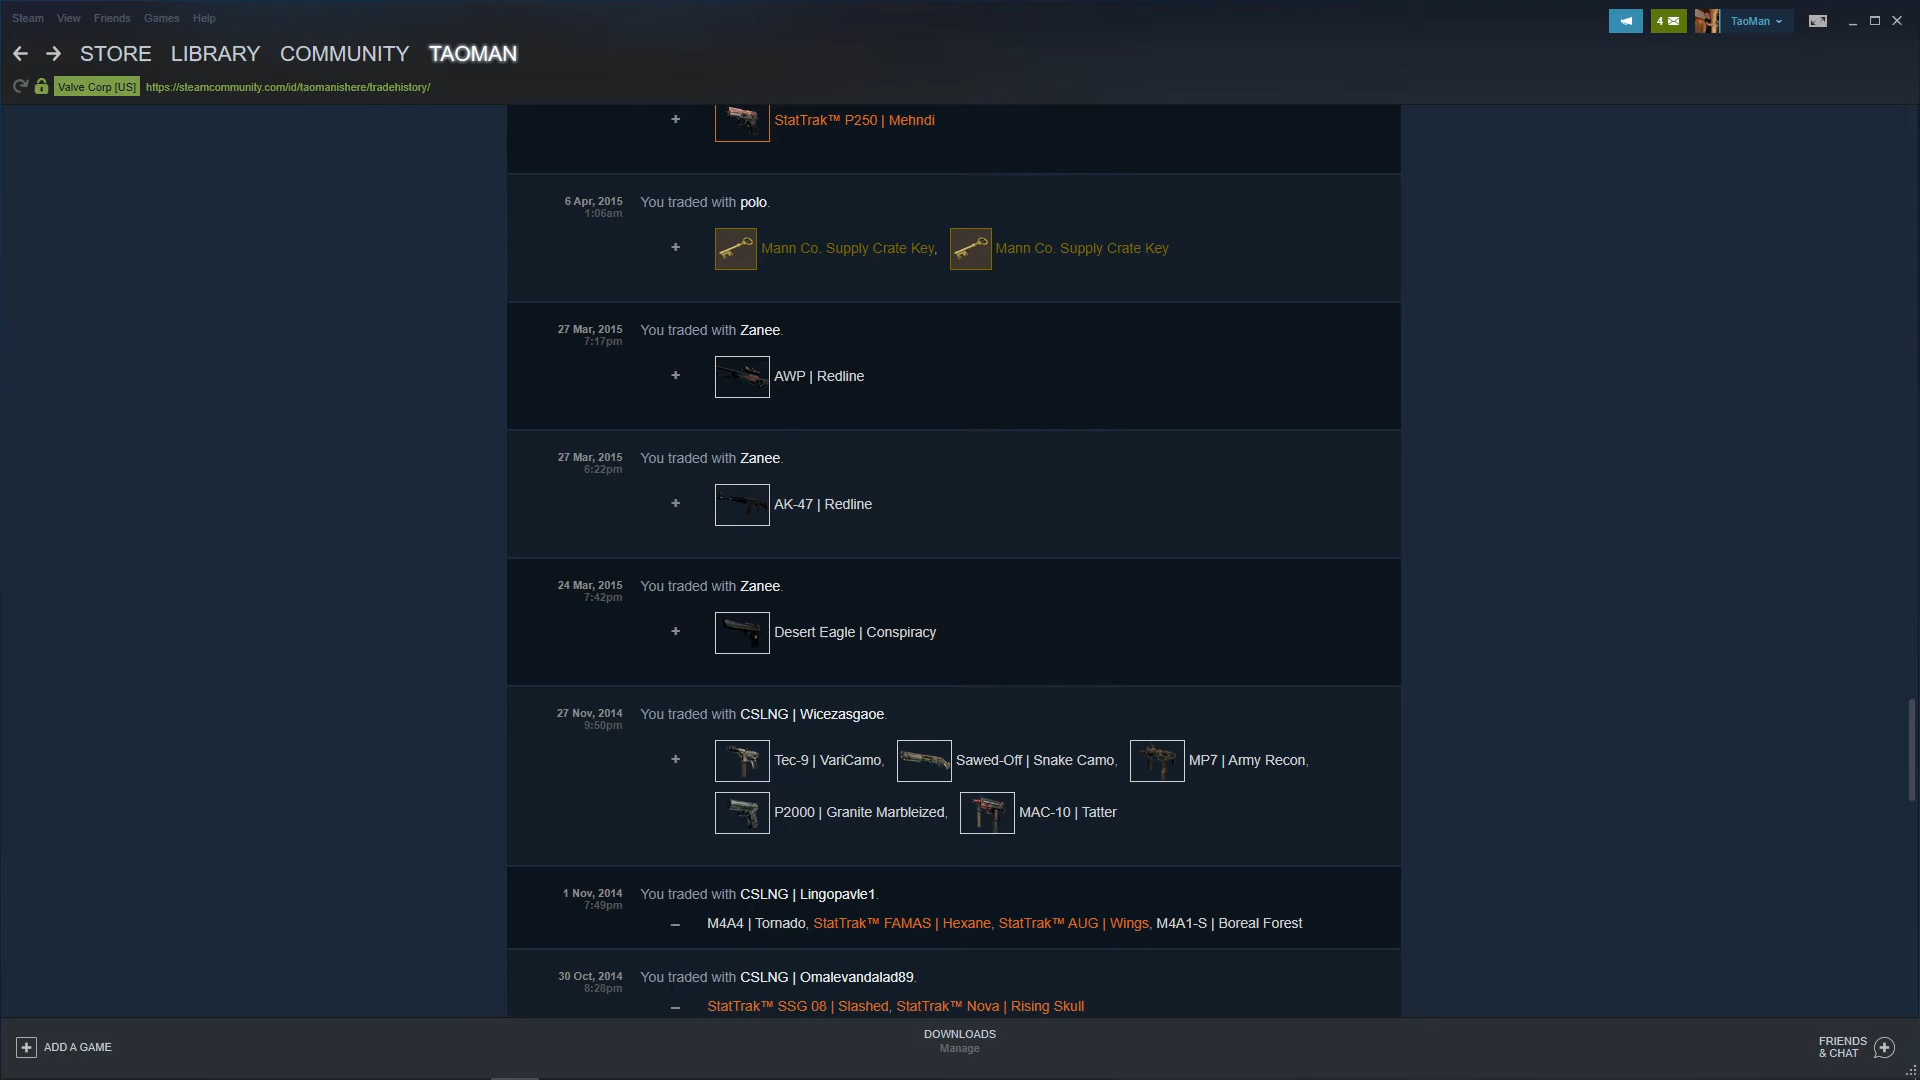 Steam View Friends Games Help
4 TaoMan
STORE LIBRARY COMMUNITY TAOMAN
Valve Corp [US] https://steamcommunity.com/id/taomanishere/tradehistory/
+ StatTrak™ P250 | Mehndi
6 Apr, 2015 You traded with polo.
1:06am
+ Mann Co. Supply Crate Key, Mann Co. Supply Crate Key
27 Mar, 2015 You traded with Zanee.
7:17pm
+ AWP | Redline
27 Mar, 2015 You traded with Zanee.
6:22pm
+ AK-47 | Redline
24 Mar, 2015 You traded with Zanee.
7:42pm
+ Desert Eagle | Conspiracy
27 Nov, 2014 You traded with CSLNG | Wicezasgaoe.
9:50pm
+ Tec-9 | VariCamo, Sawed-Off | Snake Camo, MP7 | Army Recon,
P2000 | Granite Marbleized, MAC-10 | Tatter
1 Nov, 2014 You traded with CSLNG | Lingopavle1.
7:49pm
– M4A4 | Tornado, StatTrak™ FAMAS | Hexane, StatTrak™ AUG | Wings, M4A1-S | Boreal Forest
30 Oct, 2014 You traded with CSLNG | Omalevandalad89.
8:28pm
– StatTrak™ SSG 08 | Slashed, StatTrak™ Nova | Rising Skull
+ ADD A GAME
DOWNLOADS
Manage
FRIENDS
& CHAT